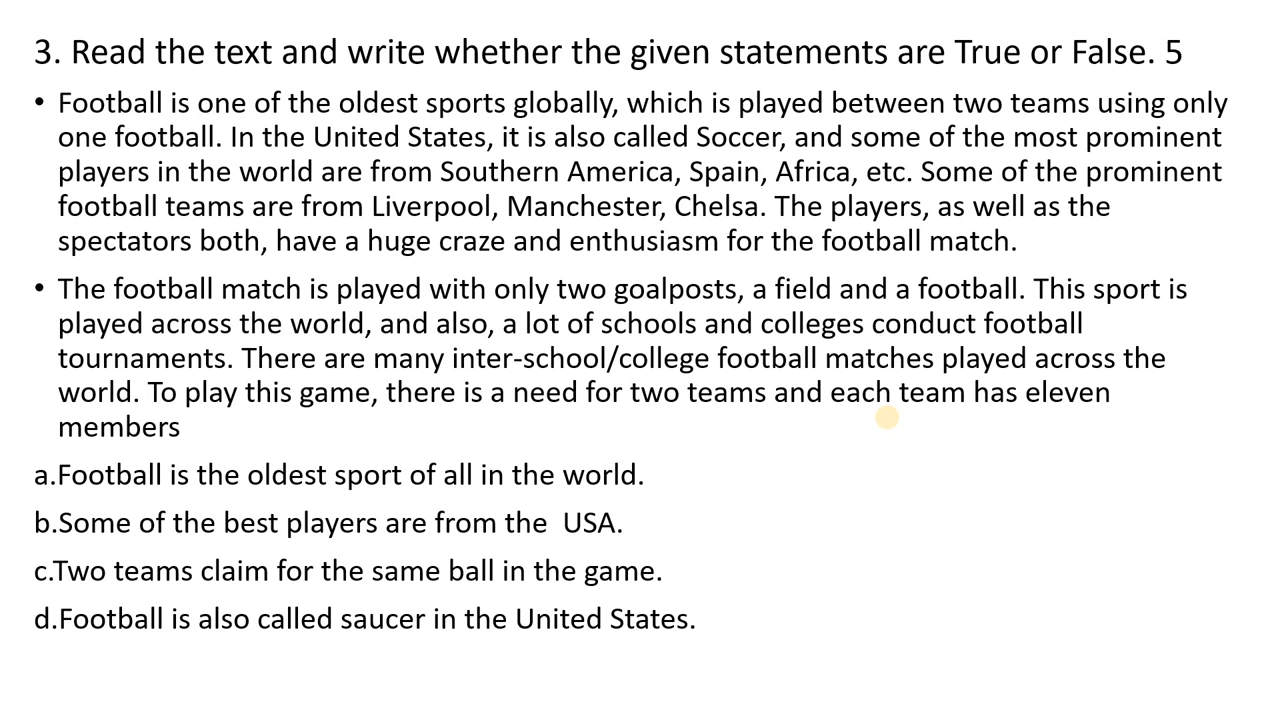 3. Read the text and write whether the given statements are True or False. 5
• Football is one of the oldest sports globally, which is played between two teams using only
one football. In the United States, it is also called Soccer, and some of the most prominent
players in the world are from Southern America, Spain, Africa, etc. Some of the prominent
football teams are from Liverpool, Manchester, Chelsa. The players, as well as the
spectators both, have a huge craze and enthusiasm for the football match.
• The football match is played with only two goalposts, a field and a football. This sport is
played across the world, and also, a lot of schools and colleges conduct football
tournaments. There are many inter-school/college football matches played across the
world. To play this game, there is a need for two teams and each team has eleven
members
a.Football is the oldest sport of all in the world.
b.Some of the best players are from the  USA.
c.Two teams claim for the same ball in the game.
d.Football is also called saucer in the United States.